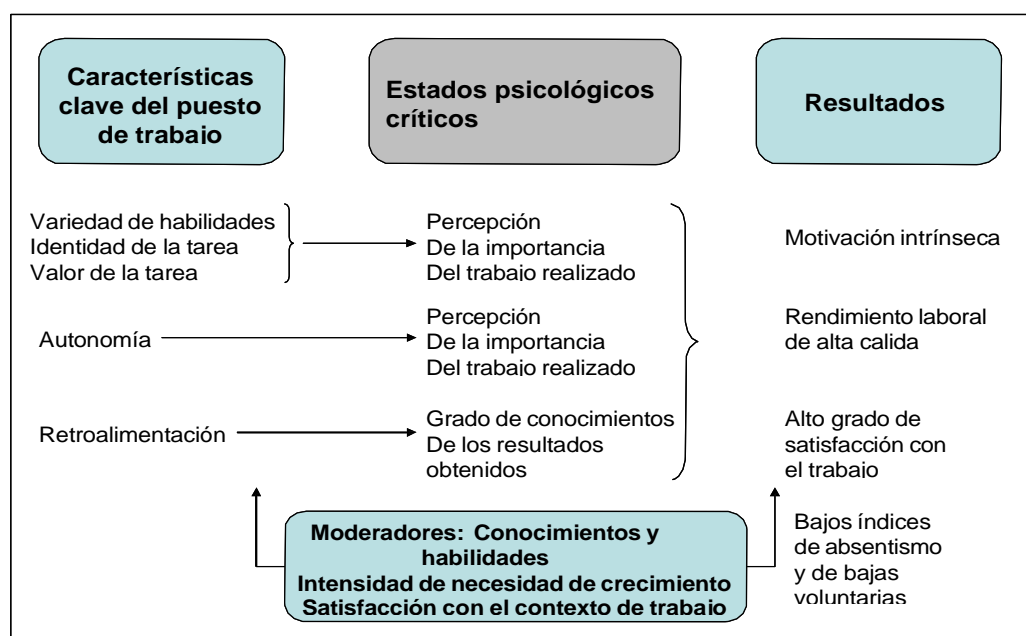 Características
clave del puesto
de trabajo
Estados psicológicos
críticos
Resultados
Variedad de habilidades
Identidad de la tarea
Valor de la tarea
Percepción
De la importancia
Del trabajo realizado
Motivación intrínseca
Autonomía
Percepción
De la importancia
Del trabajo realizado
Rendimiento laboral
de alta calida
Retroalimentación
Grado de conocimientos
De los resultados
obtenidos
Alto grado de
satisfacción con
el trabajo
Moderadores: Conocimientos y
habilidades
Intensidad de necesidad de crecimiento
Satisfacción con el contexto de trabajo
Bajos índices
de absentismo
y de bajas
voluntarias